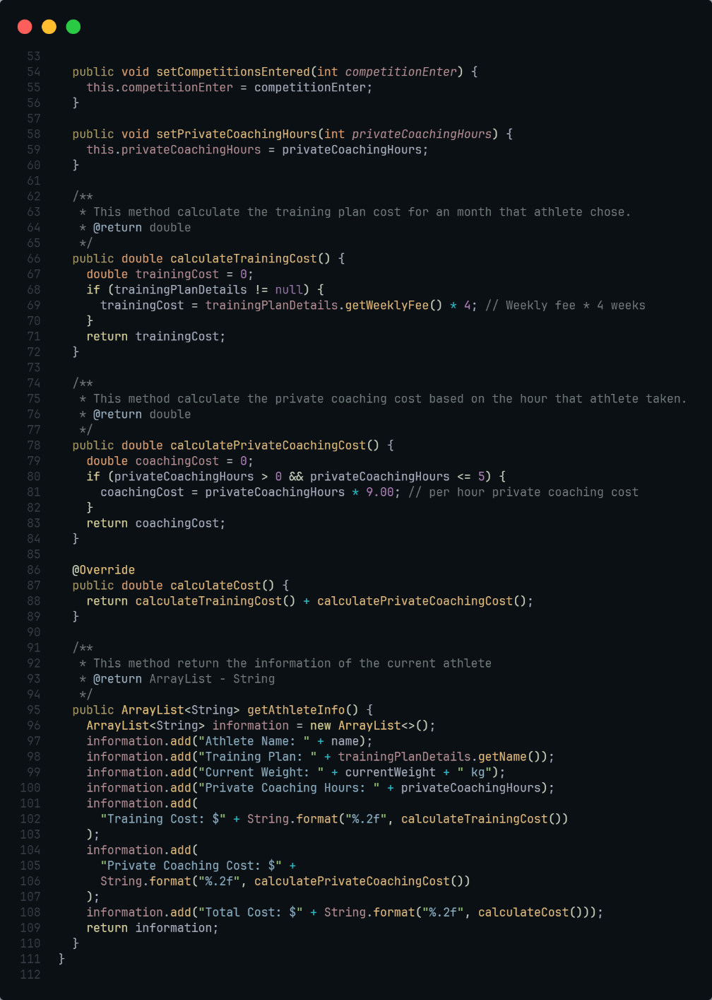 53
54 public void setCompetitionsEntered(int competitionEnter) {
55 this.competitionEnter = competitionEnter;
56 }
57
58 public void setPrivateCoachingHours(int privateCoachingHours) {
59 this.privateCoachingHours = privateCoachingHours;
60 }
61
62 /**
63 * This method calculate the training plan cost for an month that athlete chose.
64 * @return double
65 */
66 public double calculateTrainingCost() {
67 double trainingCost = 0;
68 if (trainingPlanDetails != null) {
69 trainingCost = trainingPlanDetails.getWeeklyFee() * 4; // Weekly fee * 4 weeks
70 }
71 return trainingCost;
72 }
73
74 /**
75 * This method calculate the private coaching cost based on the hour that athlete taken.
76 * @return double
77 */
78 public double calculatePrivateCoachingCost() {
79 double coachingCost = 0;
80 if (privateCoachingHours > 0 && privateCoachingHours <= 5) {
81 coachingCost = privateCoachingHours * 9.00; // per hour private coaching cost
82 }
83 return coachingCost;
84 }
85
86 @Override
87 public double calculateCost() {
88 return calculateTrainingCost() + calculatePrivateCoachingCost();
89 }
90
91 /**
92 * This method return the information of the current athlete
93 * @return ArrayList - String
94 */
95 public ArrayList<String> getAthleteInfo() {
96 ArrayList<String> information = new ArrayList<>();
97 information.add("Athlete Name: " + name);
98 information.add("Training Plan: " + trainingPlanDetails.getName());
99 information.add("Current Weight: " + currentWeight + " kg");
100 information.add("Private Coaching Hours: " + privateCoachingHours);
101 information.add(
102 "Training Cost: $" + String.format("%.2f", calculateTrainingCost())
103 );
104 information.add(
105 "Private Coaching Cost: $" +
106 String.format("%.2f", calculatePrivateCoachingCost())
107 );
108 information.add("Total Cost: $" + String.format("%.2f", calculateCost()));
109 return information;
110 }
111 }
112